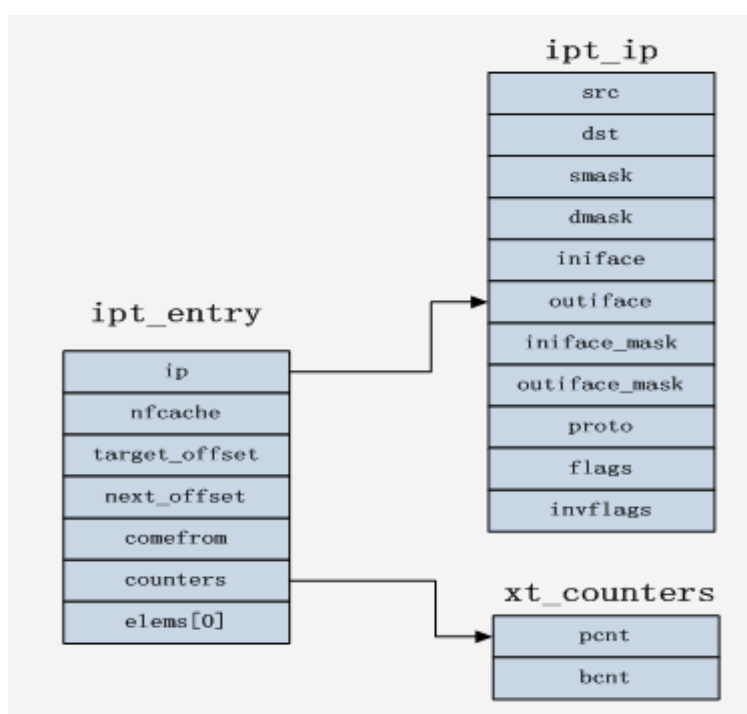 ipt_ip
src
dst
smask
dmask
iniface
outiface
iniface_mask
outiface_mask
proto
flags
invflags
ipt_entry
ip
nfcache
target_offset
next_offset
comefrom
counters
elems[0]
xt_counters
pcnt
bcnt